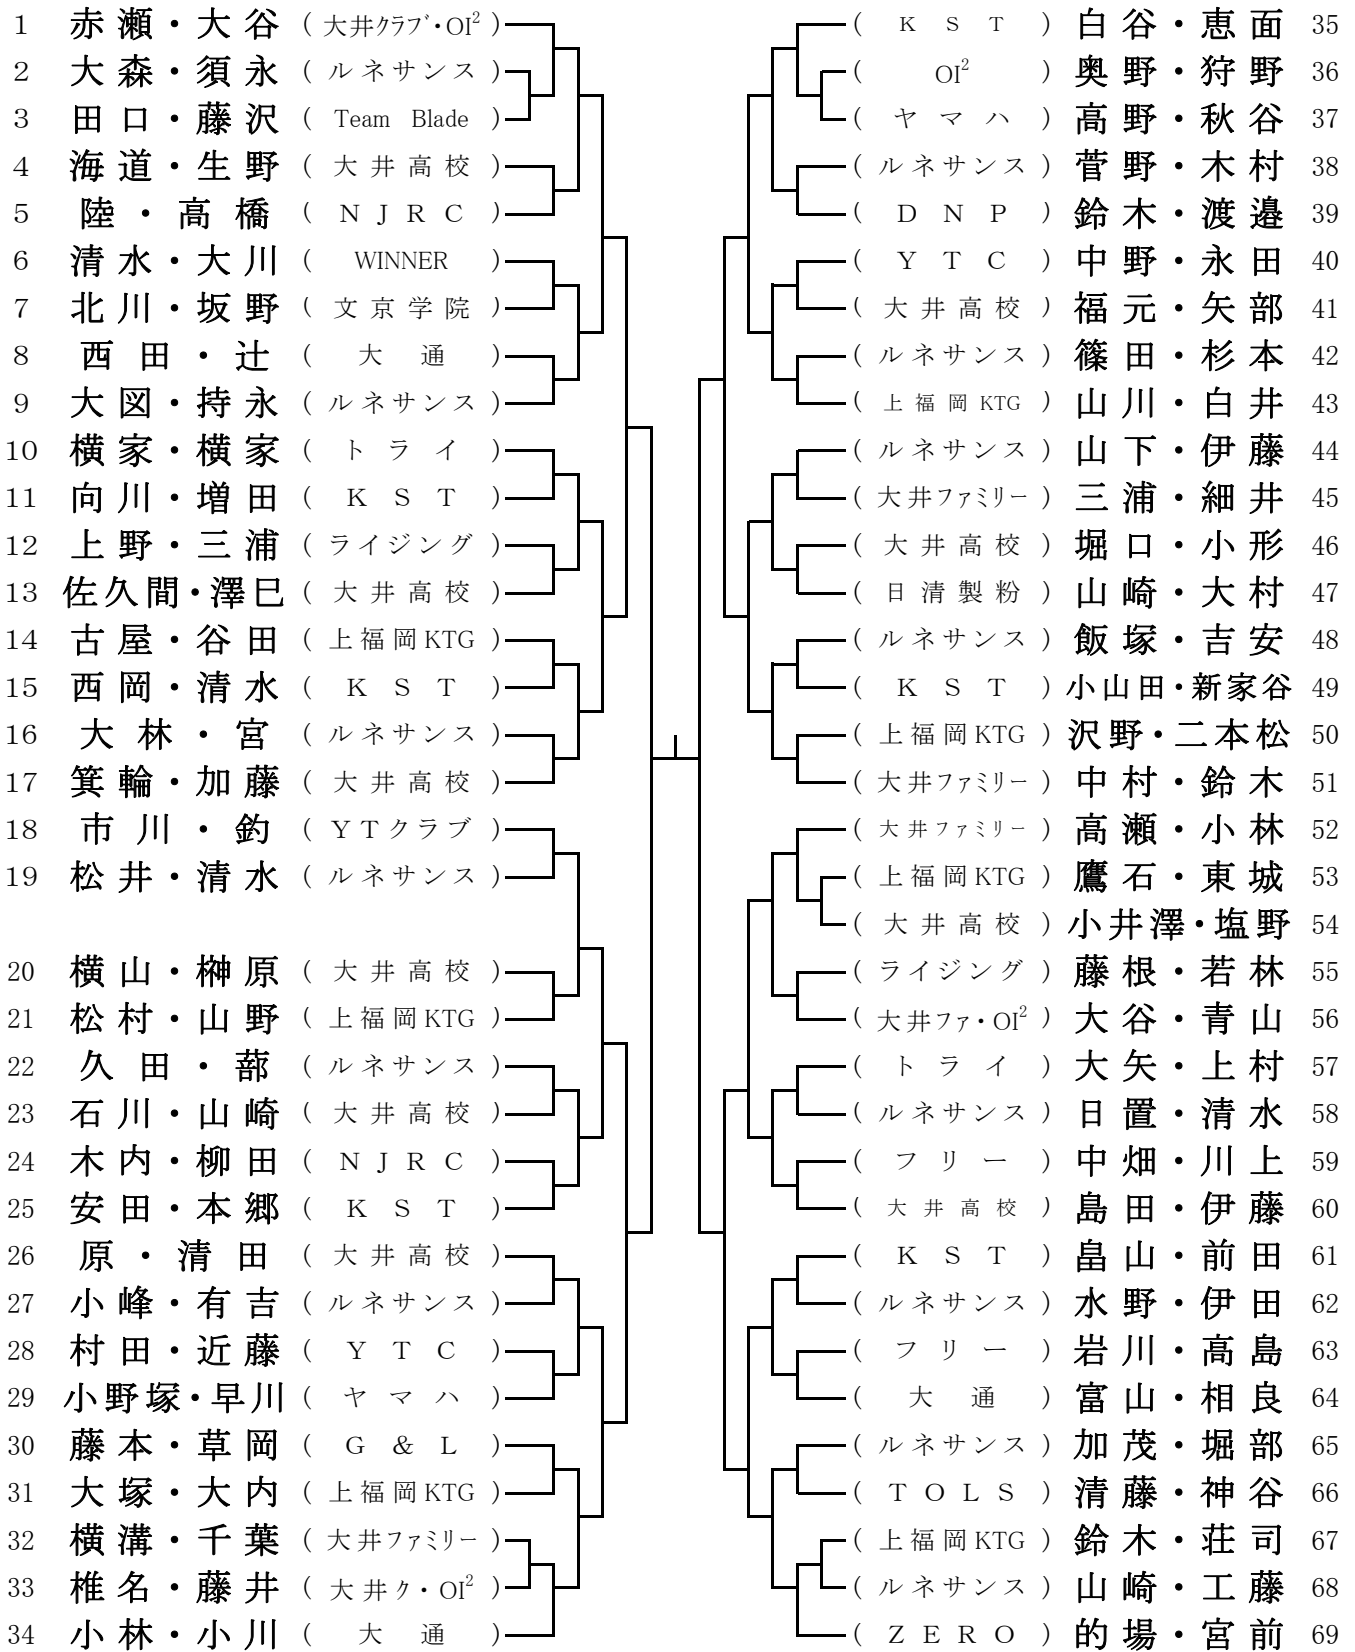 1 赤瀬・大谷 (大井クラブ・OI²)
2 大森・須永 (ルネサンス)
3 田口・藤沢 (Team Blade)
4 海道・生野 (大井高校)
5 陸・高橋 (NJRC)
6 清水・大川 (WINNER)
7 北川・坂野 (文京学院)
8 西田・辻 (大通)
9 大図・持永 (ルネサンス)
10 横家・横家 (トライ)
11 向川・増田 (KST)
12 上野・三浦 (ライジング)
13 佐久間・澤巳 (大井高校)
14 古屋・谷田 (上福岡KTG)
15 西岡・清水 (KST)
16 大林・宮 (ルネサンス)
17 箕輪・加藤 (大井高校)
18 市川・釣 (YTクラブ)
19 松井・清水 (ルネサンス)
20 横山・榊原 (大井高校)
21 松村・山野 (上福岡KTG)
22 久田・蔀 (ルネサンス)
23 石川・山崎 (大井高校)
24 木内・柳田 (NJRC)
25 安田・本郷 (KST)
26 原・清田 (大井高校)
27 小峰・有吉 (ルネサンス)
28 村田・近藤 (YTC)
29 小野塚・早川 (ヤマハ)
30 藤本・草岡 (G&L)
31 大塚・大内 (上福岡KTG)
32 横溝・千葉 (大井ファミリー)
33 椎名・藤井 (大井ク・OI²)
34 小林・小川 (大通)
(KST) 白谷・恵面 35
(OI²) 奥野・狩野 36
(ヤマハ) 高野・秋谷 37
(ルネサンス) 菅野・木村 38
(DNP) 鈴木・渡邉 39
(YTC) 中野・永田 40
(大井高校) 福元・矢部 41
(ルネサンス) 篠田・杉本 42
(上福岡KTG) 山川・白井 43
(ルネサンス) 山下・伊藤 44
(大井ファミリー) 三浦・細井 45
(大井高校) 堀口・小形 46
(日清製粉) 山崎・大村 47
(ルネサンス) 飯塚・吉安 48
(KST) 小山田・新家谷 49
(上福岡KTG) 沢野・二本松 50
(大井ファミリー) 中村・鈴木 51
(大井ファミリー) 高瀬・小林 52
(上福岡KTG) 鷹石・東城 53
(大井高校) 小井澤・塩野 54
(ライジング) 藤根・若林 55
(大井ファ・OI²) 大谷・青山 56
(トライ) 大矢・上村 57
(ルネサンス) 日置・清水 58
(フリー) 中畑・川上 59
(大井高校) 島田・伊藤 60
(KST) 畠山・前田 61
(ルネサンス) 水野・伊田 62
(フリー) 岩川・高島 63
(大通) 富山・相良 64
(ルネサンス) 加茂・堀部 65
(TOLS) 清藤・神谷 66
(上福岡KTG) 鈴木・荘司 67
(ルネサンス) 山崎・工藤 68
(ZERO) 的場・宮前 69